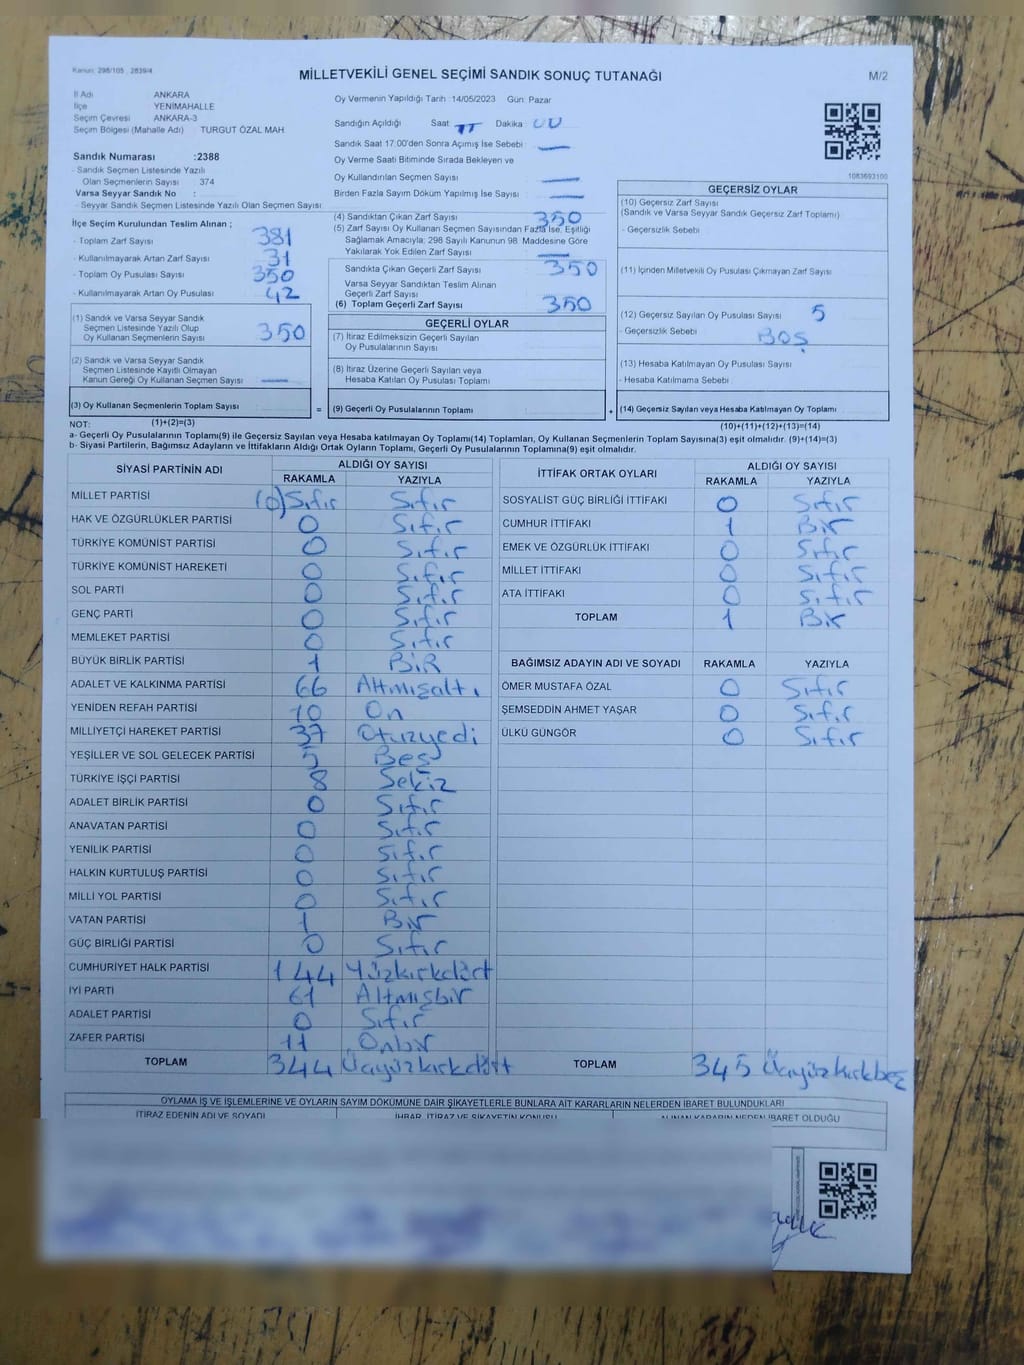 Kanun: 298/105 , 2839/4
MİLLETVEKİLİ GENEL SEÇİMİ SANDIK SONUÇ TUTANAĞI
M/2
İl Adı ANKARA
İlçe YENİMAHALLE
Seçim Çevresi ANKARA-3
Seçim Bölgesi (Mahalle Adı) TURGUT ÖZAL MAH
Sandık Numarası :2388
- Sandık Seçmen Listesinde Yazılı
Olan Seçmenlerin Sayısı 374
Varsa Seyyar Sandık No :
- Seyyar Sandık Seçmen Listesinde Yazılı Olan Seçmen Sayısı
İlçe Seçim Kurulundan Teslim Alınan ;
- Toplam Zarf Sayısı 381
- Kullanılmayarak Artan Zarf Sayısı 31
- Toplam Oy Pusulası Sayısı 350
- Kullanılmayarak Artan Oy Pusulası 42
(1) Sandık ve Varsa Seyyar Sandık
Seçmen Listesinde Yazılı Olup
Oy Kullanan Seçmenlerin Sayısı 350
(2) Sandık ve Varsa Seyyar Sandık
Seçmen Listesinde Kayıtlı Olmayan
Kanun Gereği Oy Kullanan Seçmen Sayısı —
(3) Oy Kullanan Seçmenlerin Toplam Sayısı
Oy Vermenin Yapıldığı Tarih :14/05/2023 Gün: Pazar
Sandığın Açıldığı Saat Dakika
Sandık Saat 17.00'den Sonra Açımış İse Sebebi : —
Oy Verme Saati Bitiminde Sırada Bekleyen ve
Oy Kullandırılan Seçmen Sayısı —
Birden Fazla Sayım Döküm Yapılmış İse Sayısı —
(4) Sandıktan Çıkan Zarf Sayısı 350
(5) Zarf Sayısı Oy Kullanan Seçmen Sayısından Fazla İse, Eşitliği
Sağlamak Amacıyla; 298 Sayılı Kanunun 98. Maddesine Göre
Yakılarak Yok Edilen Zarf Sayısı —
Sandıkta Çıkan Geçerli Zarf Sayısı 350
Varsa Seyyar Sandıktan Teslim Alınan
Geçerli Zarf Sayısı
(6) Toplam Geçerli Zarf Sayısı 350
GEÇERLİ OYLAR
(7) İtiraz Edilmeksizin Geçerli Sayılan
Oy Pusulalarının Sayısı
(8) İtiraz Üzerine Geçerli Sayılan veya
Hesaba Katılan Oy Pusulası Toplamı
= (9) Geçerli Oy Pusulalarının Toplamı
1083693100
GEÇERSİZ OYLAR
(10) Geçersiz Zarf Sayısı
(Sandık ve Varsa Seyyar Sandık Geçersiz Zarf Toplamı)
- Geçersizlik Sebebi
(11) İçinden Milletvekili Oy Pusulası Çıkmayan Zarf Sayısı
(12) Geçersiz Sayılan Oy Pusulası Sayısı 5
- Geçersizlik Sebebi BOŞ
(13) Hesaba Katılmayan Oy Pusulası Sayısı
- Hesaba Katılmama Sebebi
+ (14) Geçersiz Sayılan veya Hesaba Katılmayan Oy Toplamı
NOT: (1)+(2)=(3) (10)+(11)+(12)+(13)=(14)
a- Geçerli Oy Pusulalarının Toplamı(9) ile Geçersiz Sayılan veya Hesaba katılmayan Oy Toplamı(14) Toplamları, Oy Kullanan Seçmenlerin Toplam Sayısına(3) eşit olmalıdır. (9)+(14)=(3)
b- Siyasi Partilerin, Bağımsız Adayların ve İttifakların Aldığı Ortak Oyların Toplamı, Geçerli Oy Pusulalarının Toplamına(9) eşit olmalıdır.
SİYASİ PARTİNİN ADI ALDIĞI OY SAYISI
RAKAMLA YAZIYLA
MİLLET PARTİSİ (0) Sıfır Sıfır
HAK VE ÖZGÜRLÜKLER PARTİSİ 0 Sıfır
TÜRKİYE KOMÜNİST PARTİSİ 0 Sıfır
TÜRKİYE KOMÜNİST HAREKETİ 0 Sıfır
SOL PARTİ 0 Sıfır
GENÇ PARTİ 0 Sıfır
MEMLEKET PARTİSİ 0 Sıfır
BÜYÜK BİRLİK PARTİSİ 1 BİR
ADALET VE KALKINMA PARTİSİ 66 Altmışaltı
YENİDEN REFAH PARTİSİ 10 On
MİLLİYETÇİ HAREKET PARTİSİ 37 Otuzyedi
YEŞİLLER VE SOL GELECEK PARTİSİ 5 Beş
TÜRKİYE İŞÇİ PARTİSİ 8 Sekiz
ADALET BİRLİK PARTİSİ 0 Sıfır
ANAVATAN PARTİSİ 0 Sıfır
YENİLİK PARTİSİ 0 Sıfır
HALKIN KURTULUŞ PARTİSİ 0 Sıfır
MİLLİ YOL PARTİSİ 0 Sıfır
VATAN PARTİSİ 1 Bir
GÜÇ BİRLİĞİ PARTİSİ 0 Sıfır
CUMHURİYET HALK PARTİSİ 144 Yüzkırkdört
İYİ PARTİ 61 Altmışbir
ADALET PARTİSİ 0 Sıfır
ZAFER PARTİSİ 11 Onbir
TOPLAM 344 Üçyüzkırkdört
İTTİFAK ORTAK OYLARI ALDIĞI OY SAYISI
RAKAMLA YAZIYLA
SOSYALİST GÜÇ BİRLİĞİ İTTİFAKI 0 Sıfır
CUMHUR İTTİFAKI 1 Bir
EMEK VE ÖZGÜRLÜK İTTİFAKI 0 Sıfır
MİLLET İTTİFAKI 0 Sıfır
ATA İTTİFAKI 0 Sıfır
TOPLAM 1 Bir
BAĞIMSIZ ADAYIN ADI VE SOYADI RAKAMLA YAZIYLA
ÖMER MUSTAFA ÖZAL 0 Sıfır
ŞEMSEDDİN AHMET YAŞAR 0 Sıfır
ÜLKÜ GÜNGÖR 0 Sıfır
TOPLAM 345 Üçyüzkırkbeş
OYLAMA İŞ VE İŞLEMLERİNE VE OYLARIN SAYIM DÖKÜMÜNE DAİR ŞİKAYETLERLE BUNLARA AİT KARARLARIN NELERDEN İBARET BULUNDUKLARI
İTİRAZ EDENİN ADI VE SOYADI İHBAR, İTİRAZ VE ŞİKAYETİN KONUSU ALINAN KARARIN NEDEN İBARET OLDUĞU